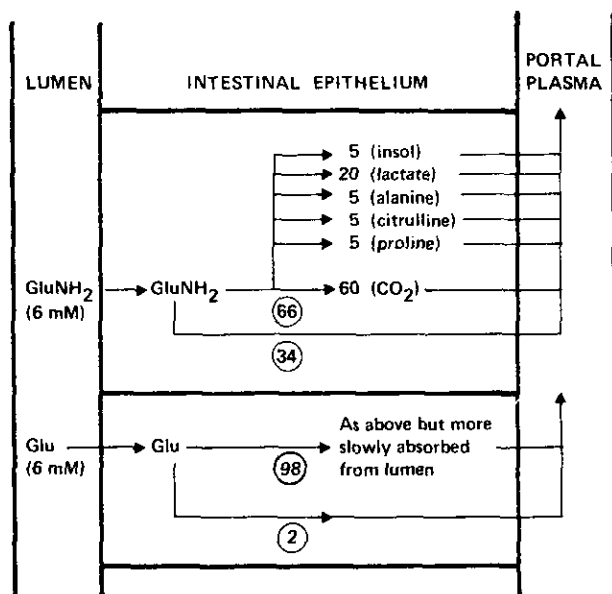 LUMEN
INTESTINAL EPITHELIUM
PORTAL
PLASMA
5 (insol)
20 (lactate)
5 (alanine)
5 (citrulline)
5 (proline)
GluNH₂
(6 mM)
GluNH₂
60 (CO₂)
66
34
Glu
(6 mM)
Glu
As above but more
slowly absorbed
from lumen
98
2